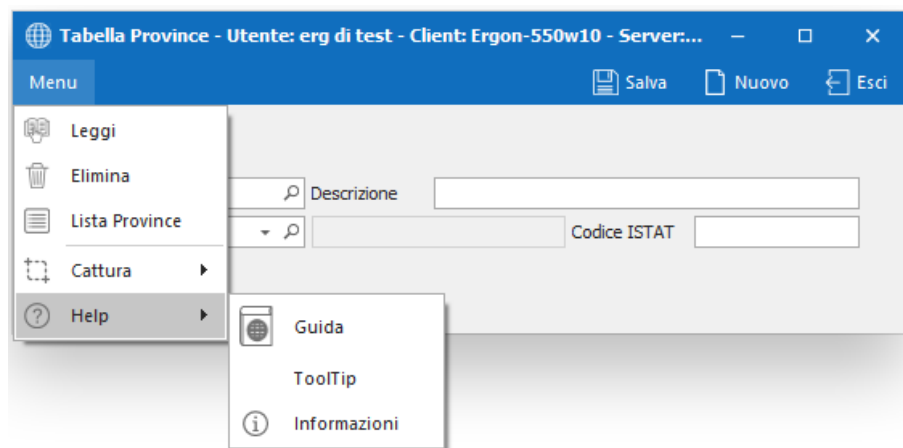 Tabella Province - Utente: erg di test - Client: Ergon-550w10 - Server:...
Menu Salva Nuovo Esci
Leggi
Elimina
Descrizione
Lista Province
Codice ISTAT
Cattura
Help
Guida
ToolTip
Informazioni